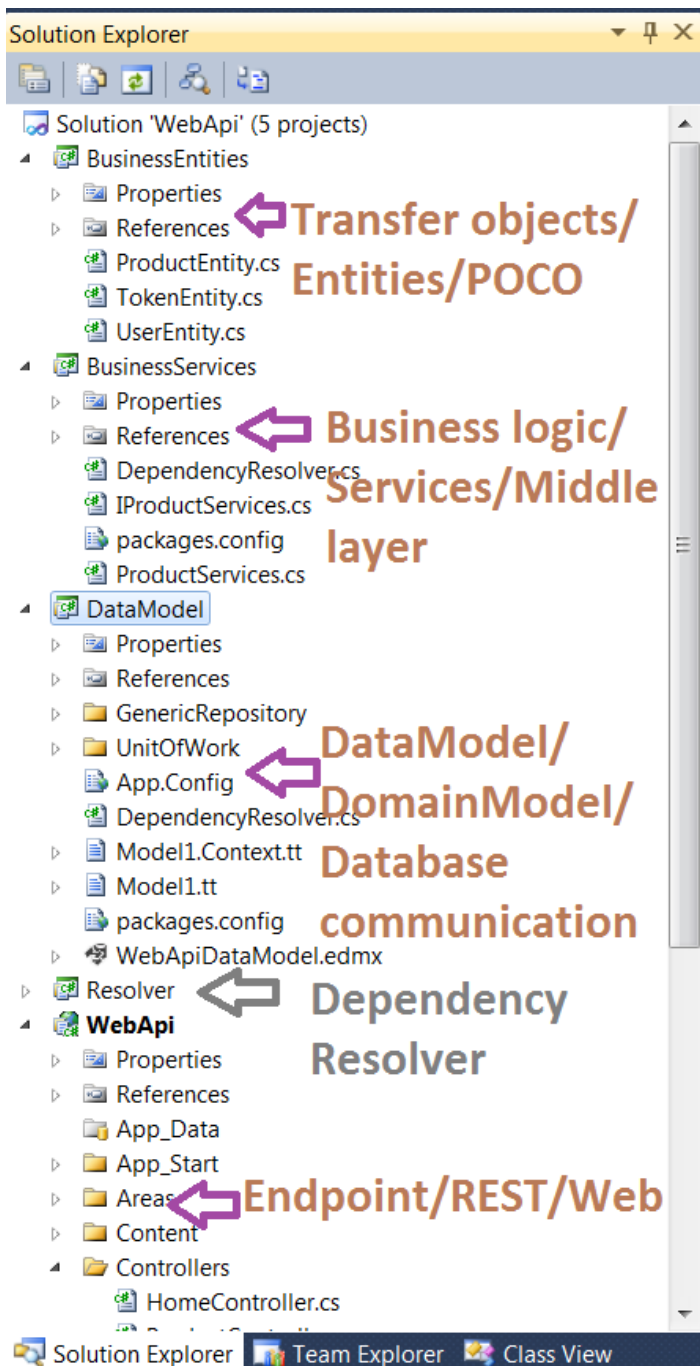 Solution Explorer
Solution 'WebApi' (5 projects)
BusinessEntities
Properties
References
Transfer objects/
Entities/POCO
ProductEntity.cs
TokenEntity.cs
UserEntity.cs
BusinessServices
Properties
References
Business logic/
Services/Middle
layer
DependencyResolver.cs
IProductServices.cs
packages.config
ProductServices.cs
DataModel
Properties
References
GenericRepository
UnitOfWork
App.Config
DataModel/
DomainModel/
Database
communication
DependencyResolver.cs
Model1.Context.tt
Model1.tt
packages.config
WebApiDataModel.edmx
Resolver
Dependency
Resolver
WebApi
Properties
References
App_Data
App_Start
Areas
Endpoint/REST/Web
Content
Controllers
HomeController.cs
Solution Explorer
Team Explorer
Class View